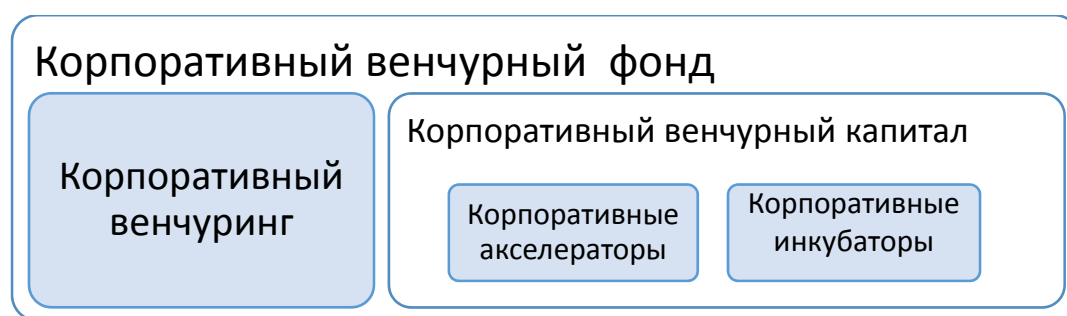 Корпоративный венчурный фонд
Корпоративный
венчуринг
Корпоративный венчурный капитал
Корпоративные
акселераторы
Корпоративные
инкубаторы